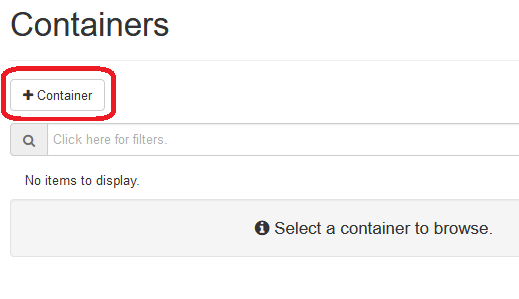 Containers
+ Container
Click here for filters.
No items to display.
Select a container to browse.